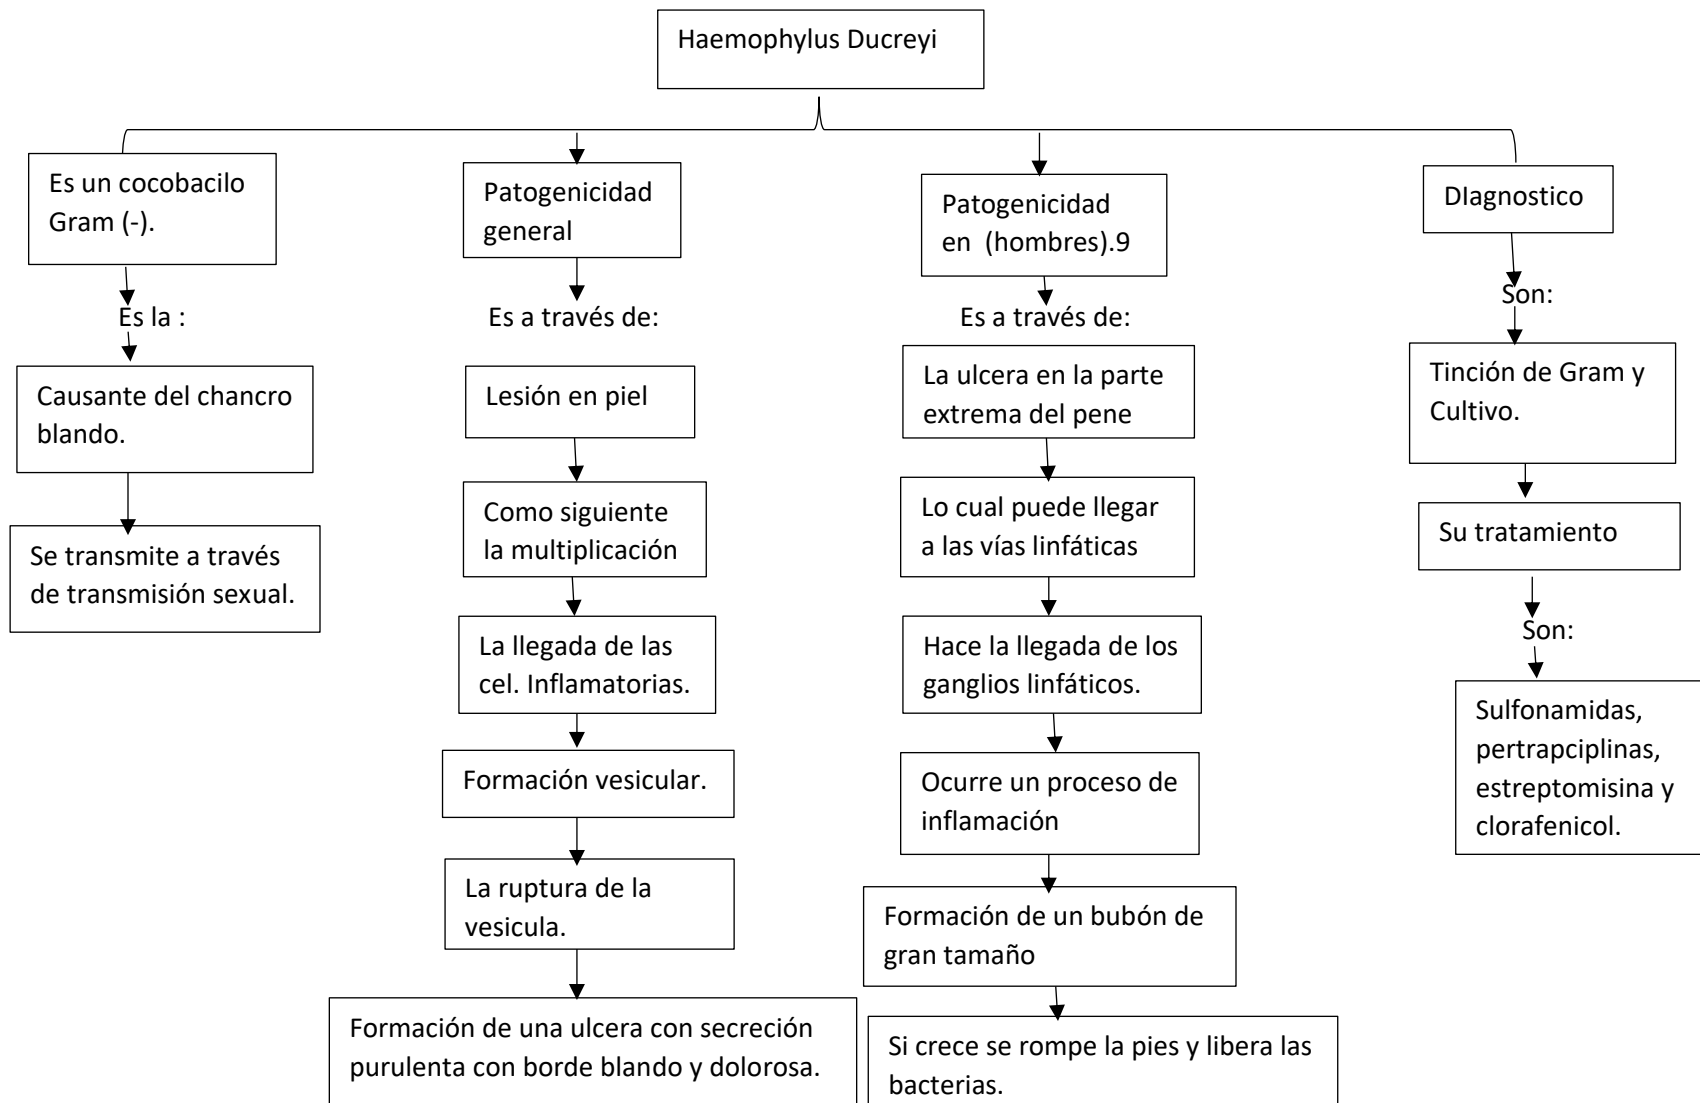 Haemophylus Ducreyi
Es un cocobacilo
Gram (-).
Es la :
Causante del chancro
blando.
Se transmite a través
de transmisión sexual.
Patogenicidad
general
Es a través de:
Lesión en piel
Como siguiente
la multiplicación
La llegada de las
cel. Inflamatorias.
Formación vesicular.
La ruptura de la
vesicula.
Formación de una ulcera con secreción
purulenta con borde blando y dolorosa.
Patogenicidad
en (hombres).9
Es a través de:
La ulcera en la parte
extrema del pene
Lo cual puede llegar
a las vías linfáticas
Hace la llegada de los
ganglios linfáticos.
Ocurre un proceso de
inflamación
Formación de un bubón de
gran tamaño
Si crece se rompe la pies y libera las
bacterias.
DIagnostico
Son:
Tinción de Gram y
Cultivo.
Su tratamiento
Son:
Sulfonamidas,
pertrapciplinas,
estreptomisina y
clorafenicol.